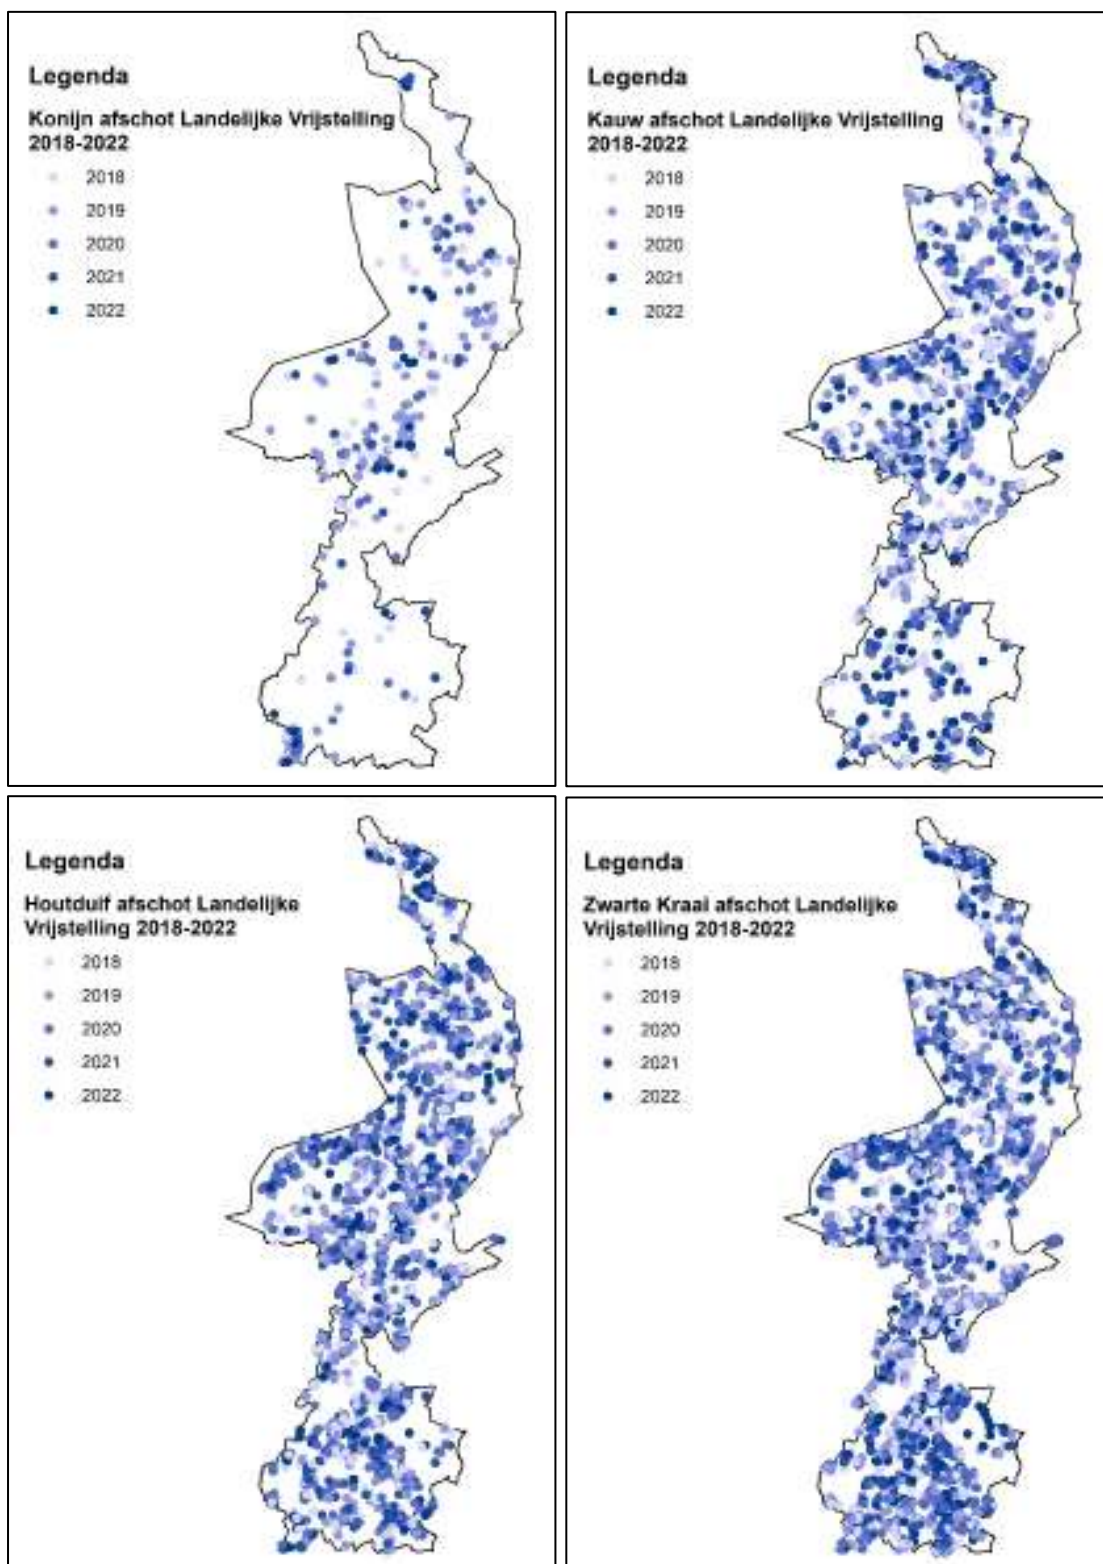 Legenda
Konijn afschot Landelijke Vrijstelling
2018-2022
2018
2019
2020
2021
2022
Legenda
Kauw afschot Landelijke Vrijstelling
2018-2022
2018
2019
2020
2021
2022
Legenda
Houtduif afschot Landelijke
Vrijstelling 2018-2022
2018
2019
2020
2021
2022
Legenda
Zwarte Kraai afschot Landelijke
Vrijstelling 2018-2022
2018
2019
2020
2021
2022